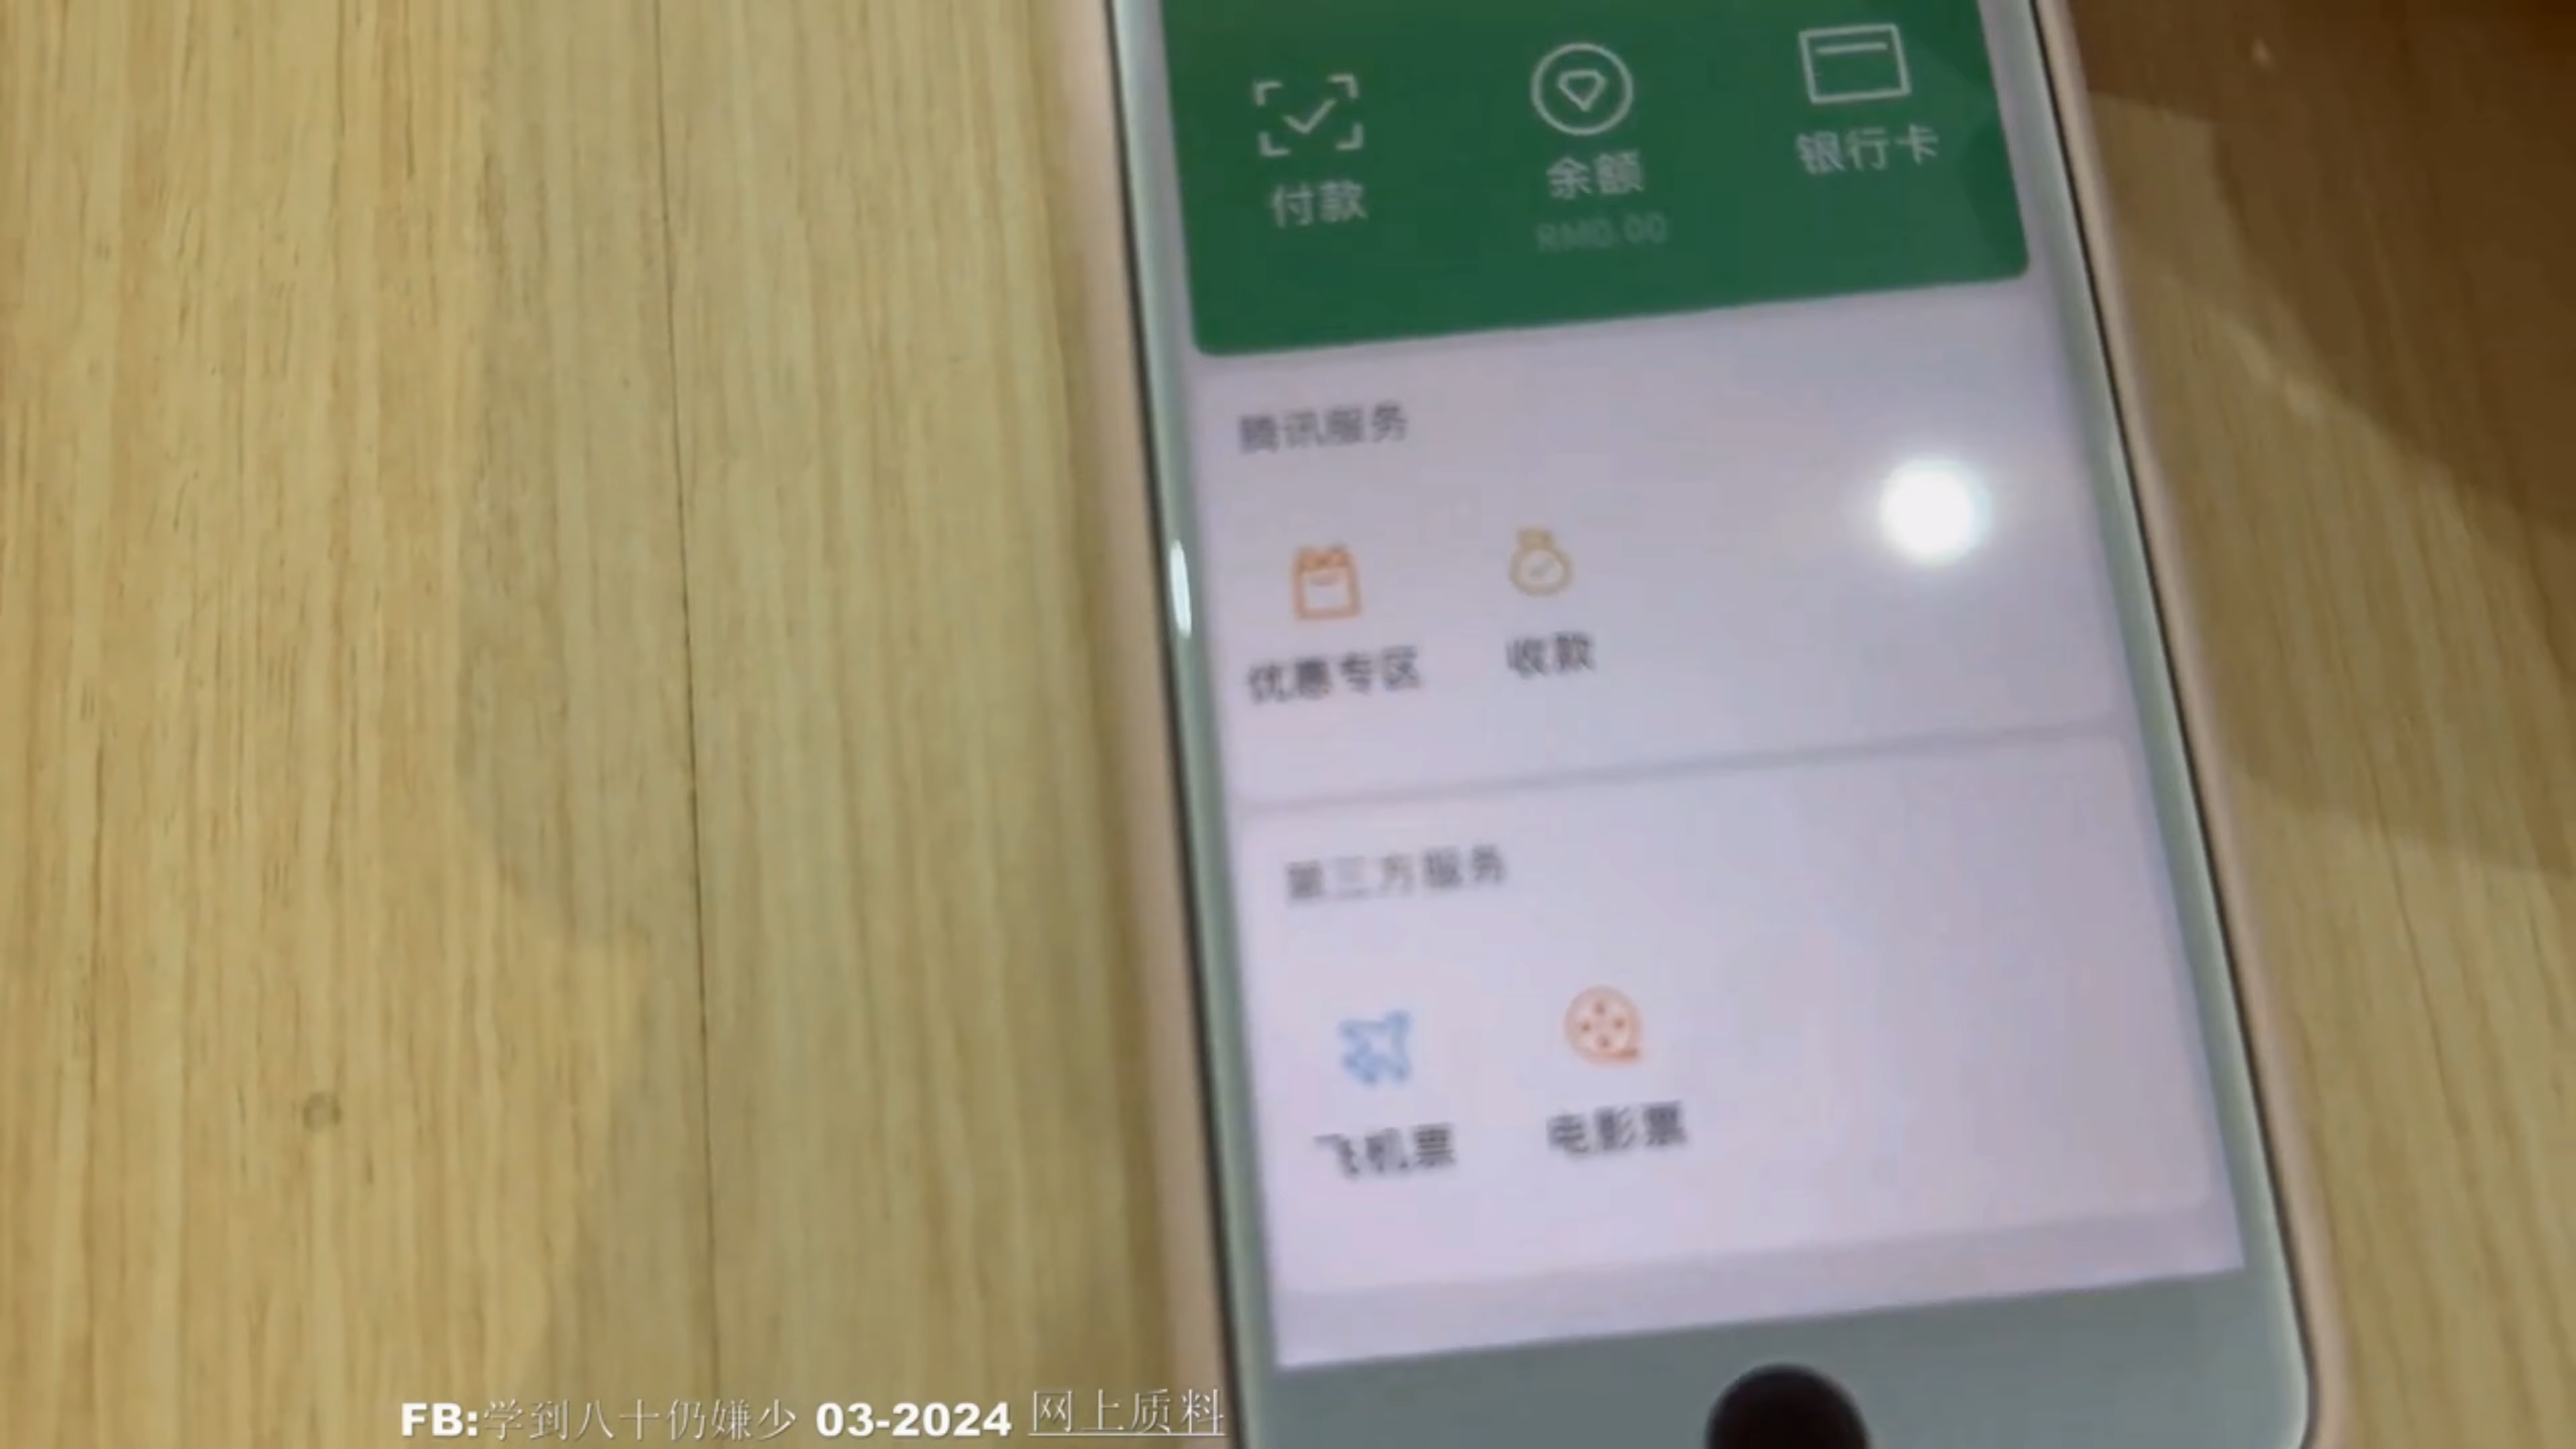 付款 余额 银行卡
RM0.00
腾讯服务
优惠专区 收款
第三方服务
飞机票 电影票
FB:学到八十仍嫌少 03-2024 网上质料